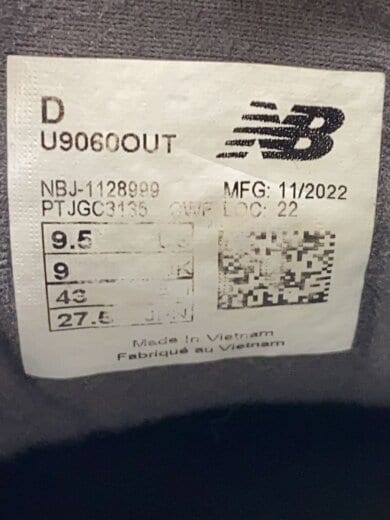 D
U9060OUT
NB
NBJ-1128999
MFG: 11/2022
PTJGC3135 LOC: 22
9.5
9 UK
43
27.5
Made In Vietnam
Fabriqué au Vietnam